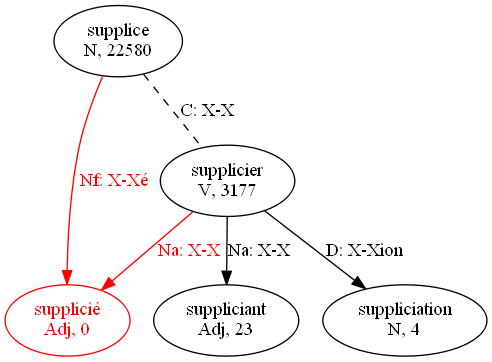 supplice
N, 22580
C: X-X
supplicier
V, 3177
Nf: X-Xé
Na: X-X
Na: X-X
D: X-Xion
supplicié
Adj, 0
suppliciant
Adj, 23
suppliciation
N, 4